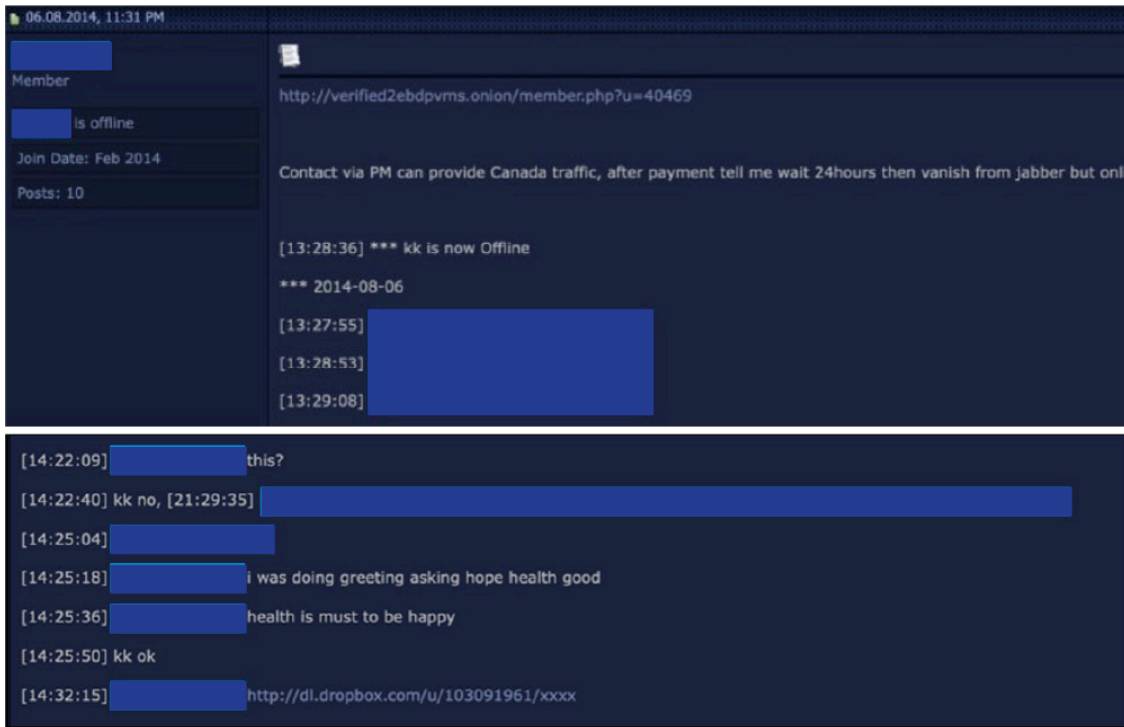 06.08.2014, 11:31 PM
Member
is offline
Join Date: Feb 2014
Posts: 10
http://verified2ebdpvms.onion/member.php?u=40469
Contact via PM can provide Canada traffic, after payment tell me wait 24hours then vanish from jabber but onl
[13:28:36] *** kk is now Offline
*** 2014-08-06
[13:27:55]
[13:28:53]
[13:29:08]
[14:22:09] this?
[14:22:40] kk no, [21:29:35]
[14:25:04]
[14:25:18] i was doing greeting asking hope health good
[14:25:36] health is must to be happy
[14:25:50] kk ok
[14:32:15] http://dl.dropbox.com/u/103091961/xxxx